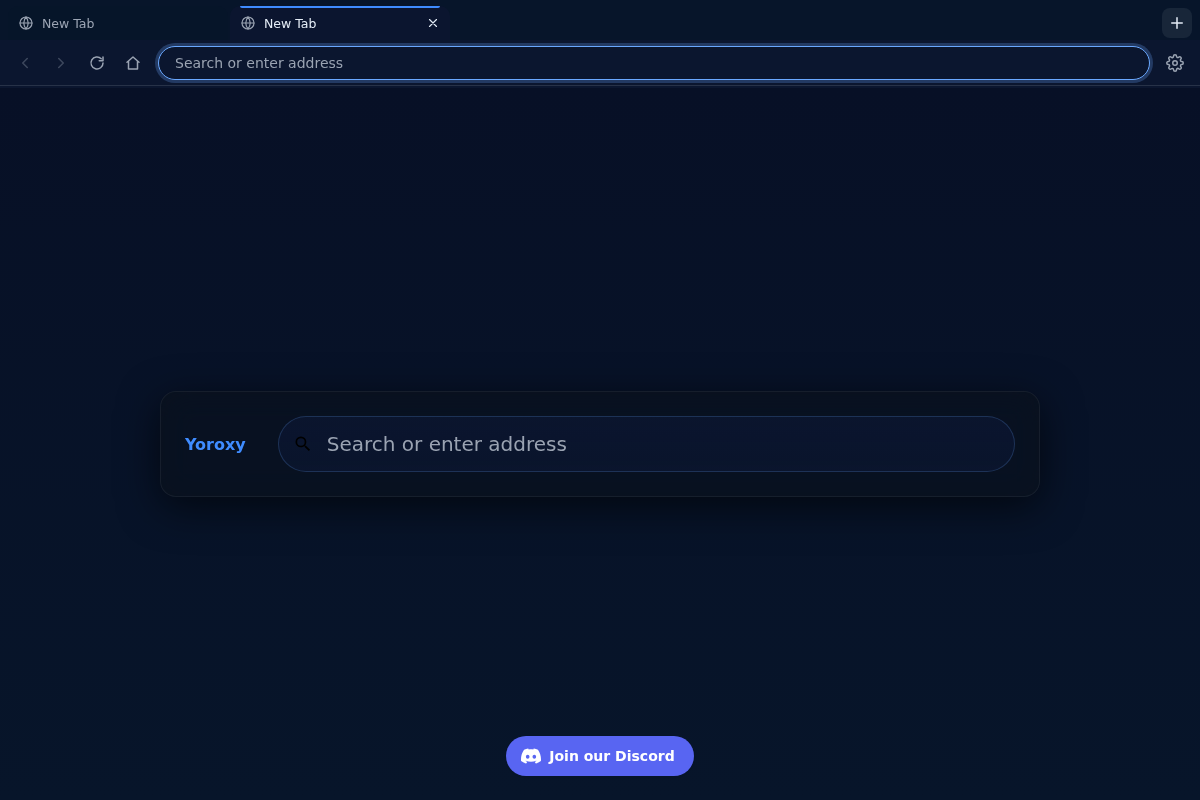 New Tab
New Tab
Search or enter address
Yoroxy
Search or enter address
Join our Discord